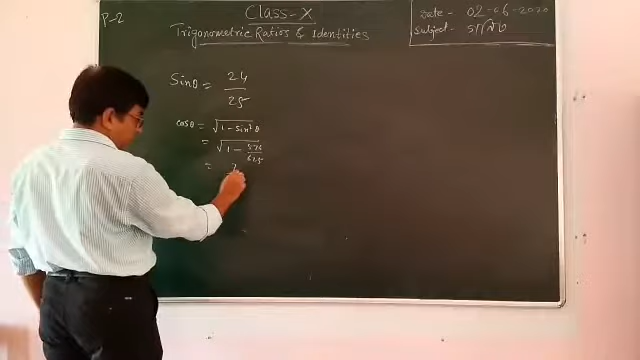 P-2
Class-X
Trigonometric Ratios & Identities
Date - 02-06-2020
Subject -
Sinθ = 24/25
cosθ = √1-sin²θ
= √1 - 576/625
= 7